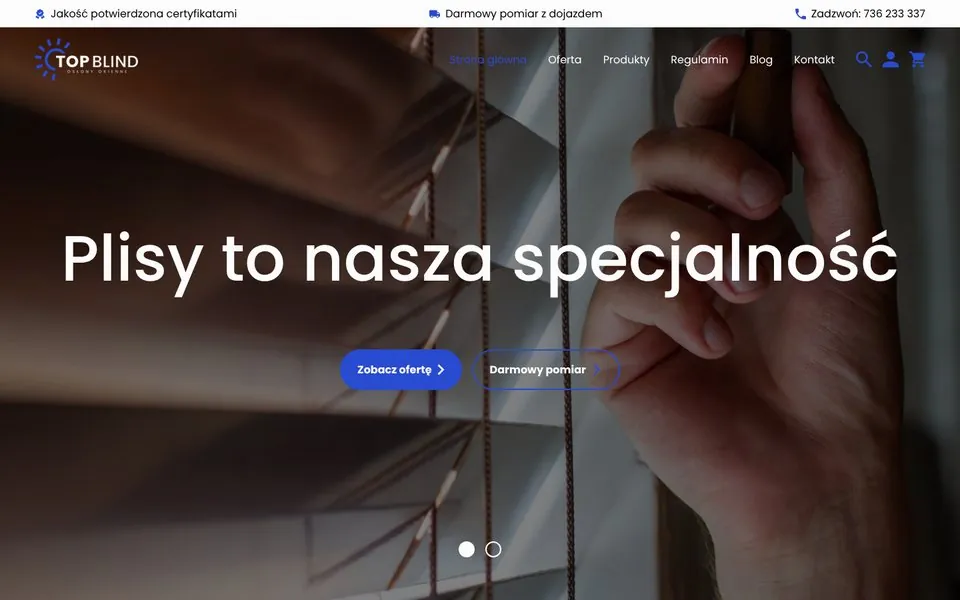 Jakość potwierdzona certyfikatami
Darmowy pomiar z dojazdem
Zadzwoń: 736 233 337
TOP BLIND
OSŁONY OKIENNE
Strona główna
Oferta
Produkty
Regulamin
Blog
Kontakt
Plisy to nasza specjalność
Zobacz ofertę
Darmowy pomiar